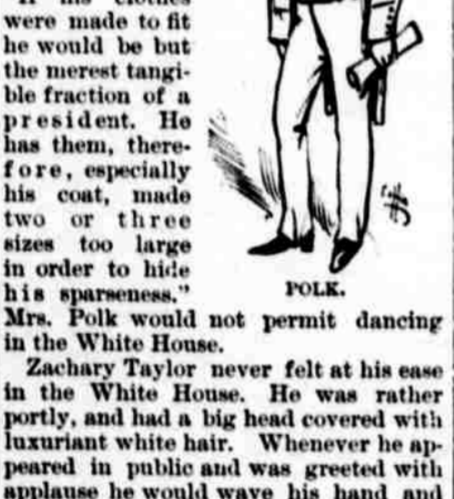 "If his clothes
were made to fit
he would be but
the merest tangi-
ble fraction of a
president. He
has them, there-
fore, especially
his coat, made
two or three
sizes too large
in order to hide
his sparseness."
POLK.
Mrs. Polk would not permit dancing
in the White House.
Zachary Taylor never felt at his ease
in the White House. He was rather
portly, and had a big head covered with
luxuriant white hair. Whenever he ap-
peared in public and was greeted with
applause he would wave his hand and